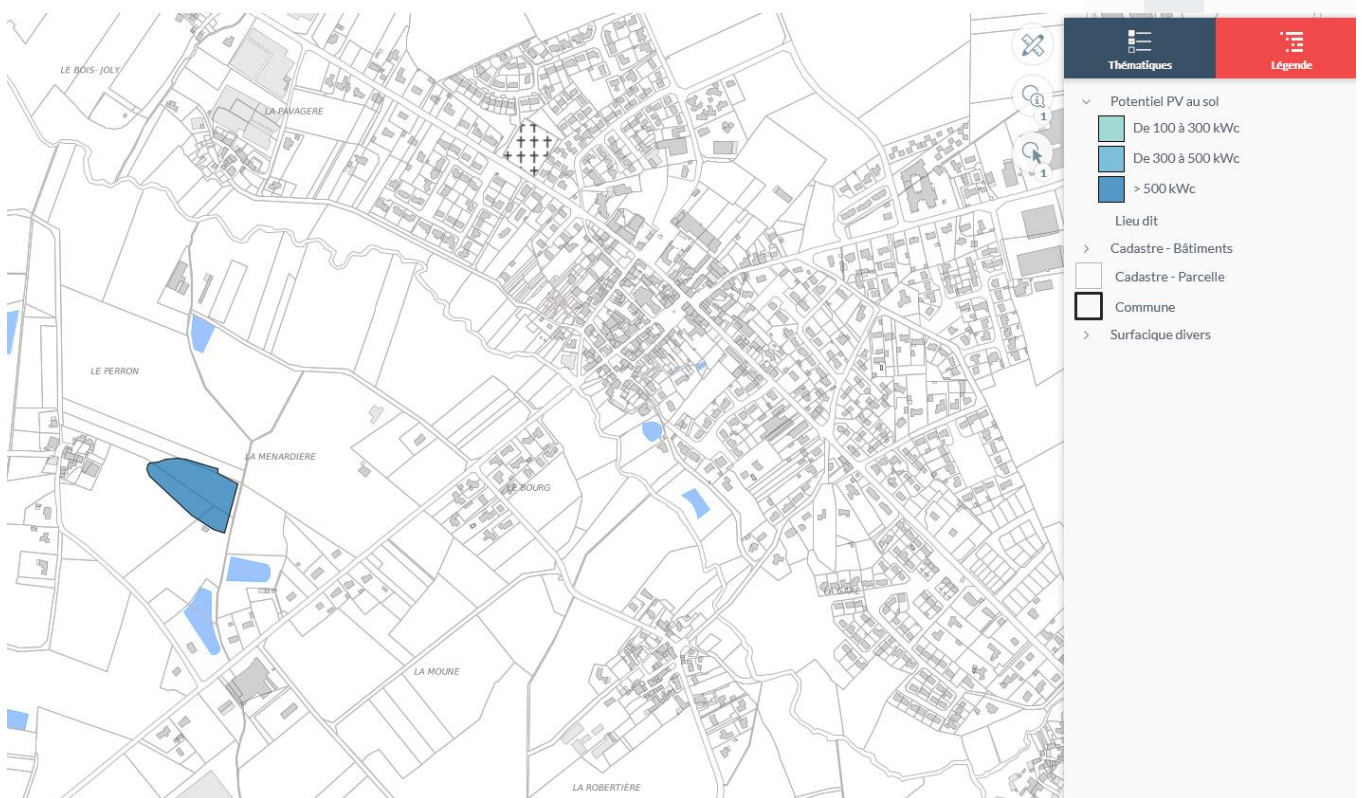 LE BOIS-JOLY
LA PAVAGERE
LE PERRON
LA MENARDIERE
LE BOURG
LA GARE
LA MOUNE
LA ROBERTIÈRE
1
1
Thématiques
Légende
Potentiel PV au sol
De 100 à 300 kWc
De 300 à 500 kWc
> 500 kWc
Lieu dit
Cadastre - Bâtiments
Cadastre - Parcelle
Commune
Surfacique divers